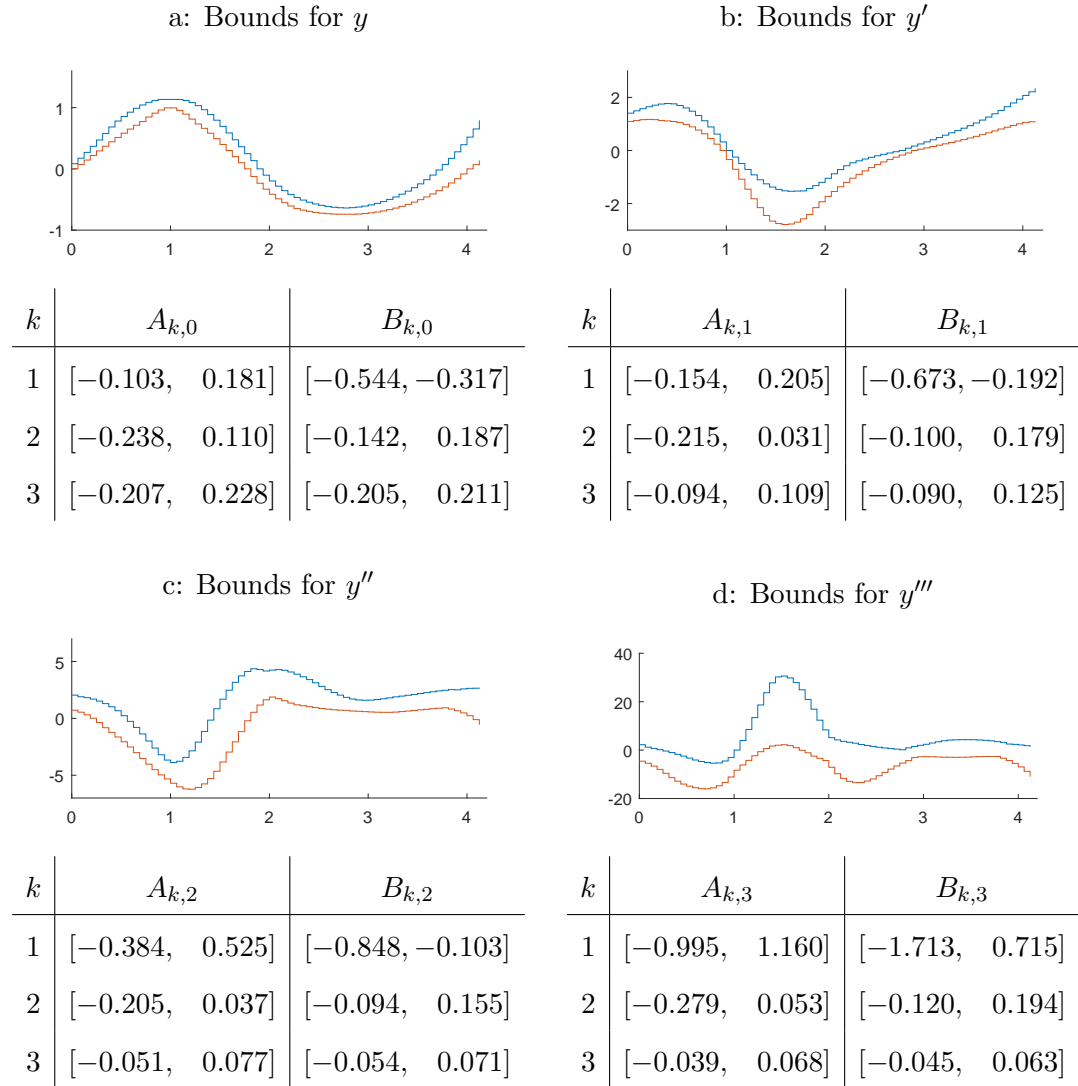 a: Bounds for y
1
0
-1
0 1 2 3 4
k A_{k,0} B_{k,0}
1 [−0.103, 0.181] [−0.544, −0.317]
2 [−0.238, 0.110] [−0.142, 0.187]
3 [−0.207, 0.228] [−0.205, 0.211]
b: Bounds for y′
2
0
-2
0 1 2 3 4
k A_{k,1} B_{k,1}
1 [−0.154, 0.205] [−0.673, −0.192]
2 [−0.215, 0.031] [−0.100, 0.179]
3 [−0.094, 0.109] [−0.090, 0.125]
c: Bounds for y″
5
0
-5
0 1 2 3 4
k A_{k,2} B_{k,2}
1 [−0.384, 0.525] [−0.848, −0.103]
2 [−0.205, 0.037] [−0.094, 0.155]
3 [−0.051, 0.077] [−0.054, 0.071]
d: Bounds for y‴
40
20
0
-20
0 1 2 3 4
k A_{k,3} B_{k,3}
1 [−0.995, 1.160] [−1.713, 0.715]
2 [−0.279, 0.053] [−0.120, 0.194]
3 [−0.039, 0.068] [−0.045, 0.063]